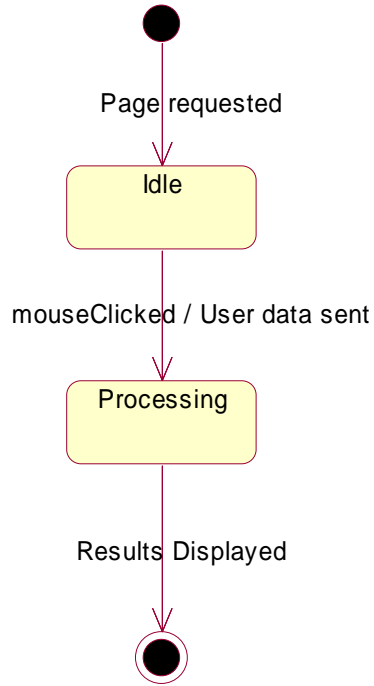 Page requested
Idle
mouseClicked / User data sent
Processing
Results Displayed